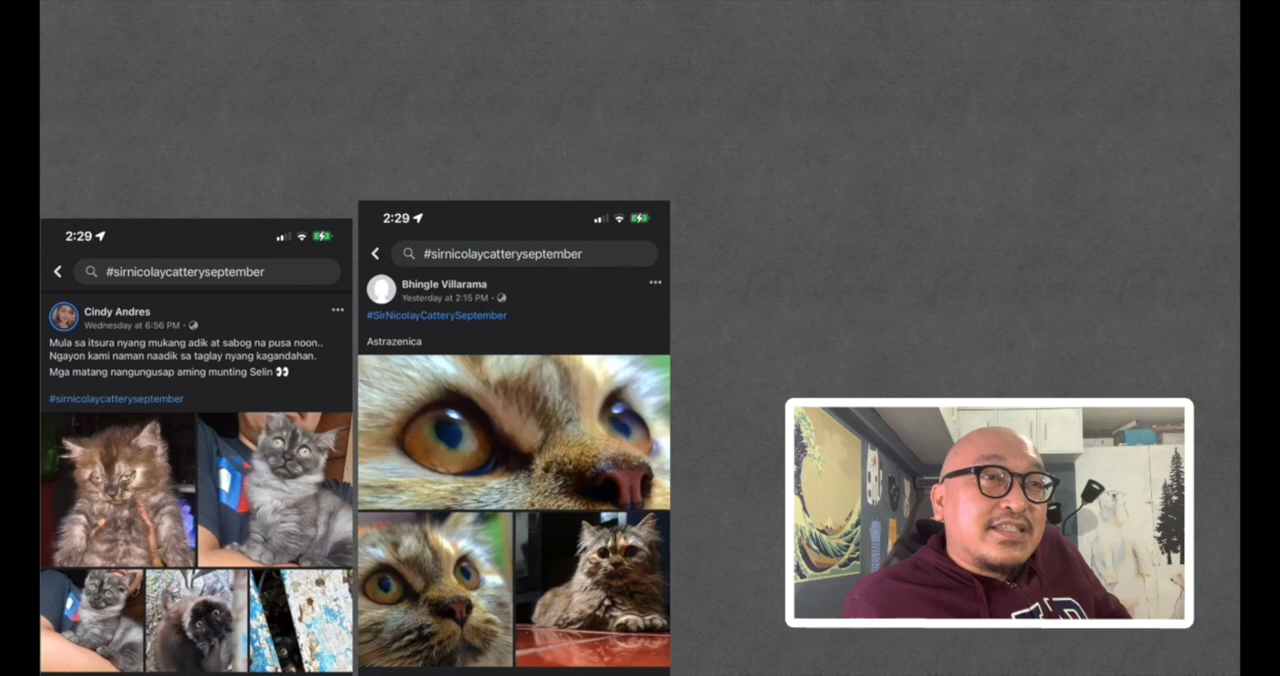 2:29
#sirnicolaycatteryseptember
Cindy Andres
Wednesday at 6:56 PM ·
Mula sa itsura nyang mukang adik at sabog na pusa noon..
Ngayon kami naman naadik sa taglay nyang kagandahan.
Mga matang nangungusap aming munting Selin 👀
#sirnicolaycatteryseptember
2:29
#sirnicolaycatteryseptember
Bhingle Villarama
Yesterday at 2:15 PM ·
#SirNicolayCatterySeptember
Astrazenica